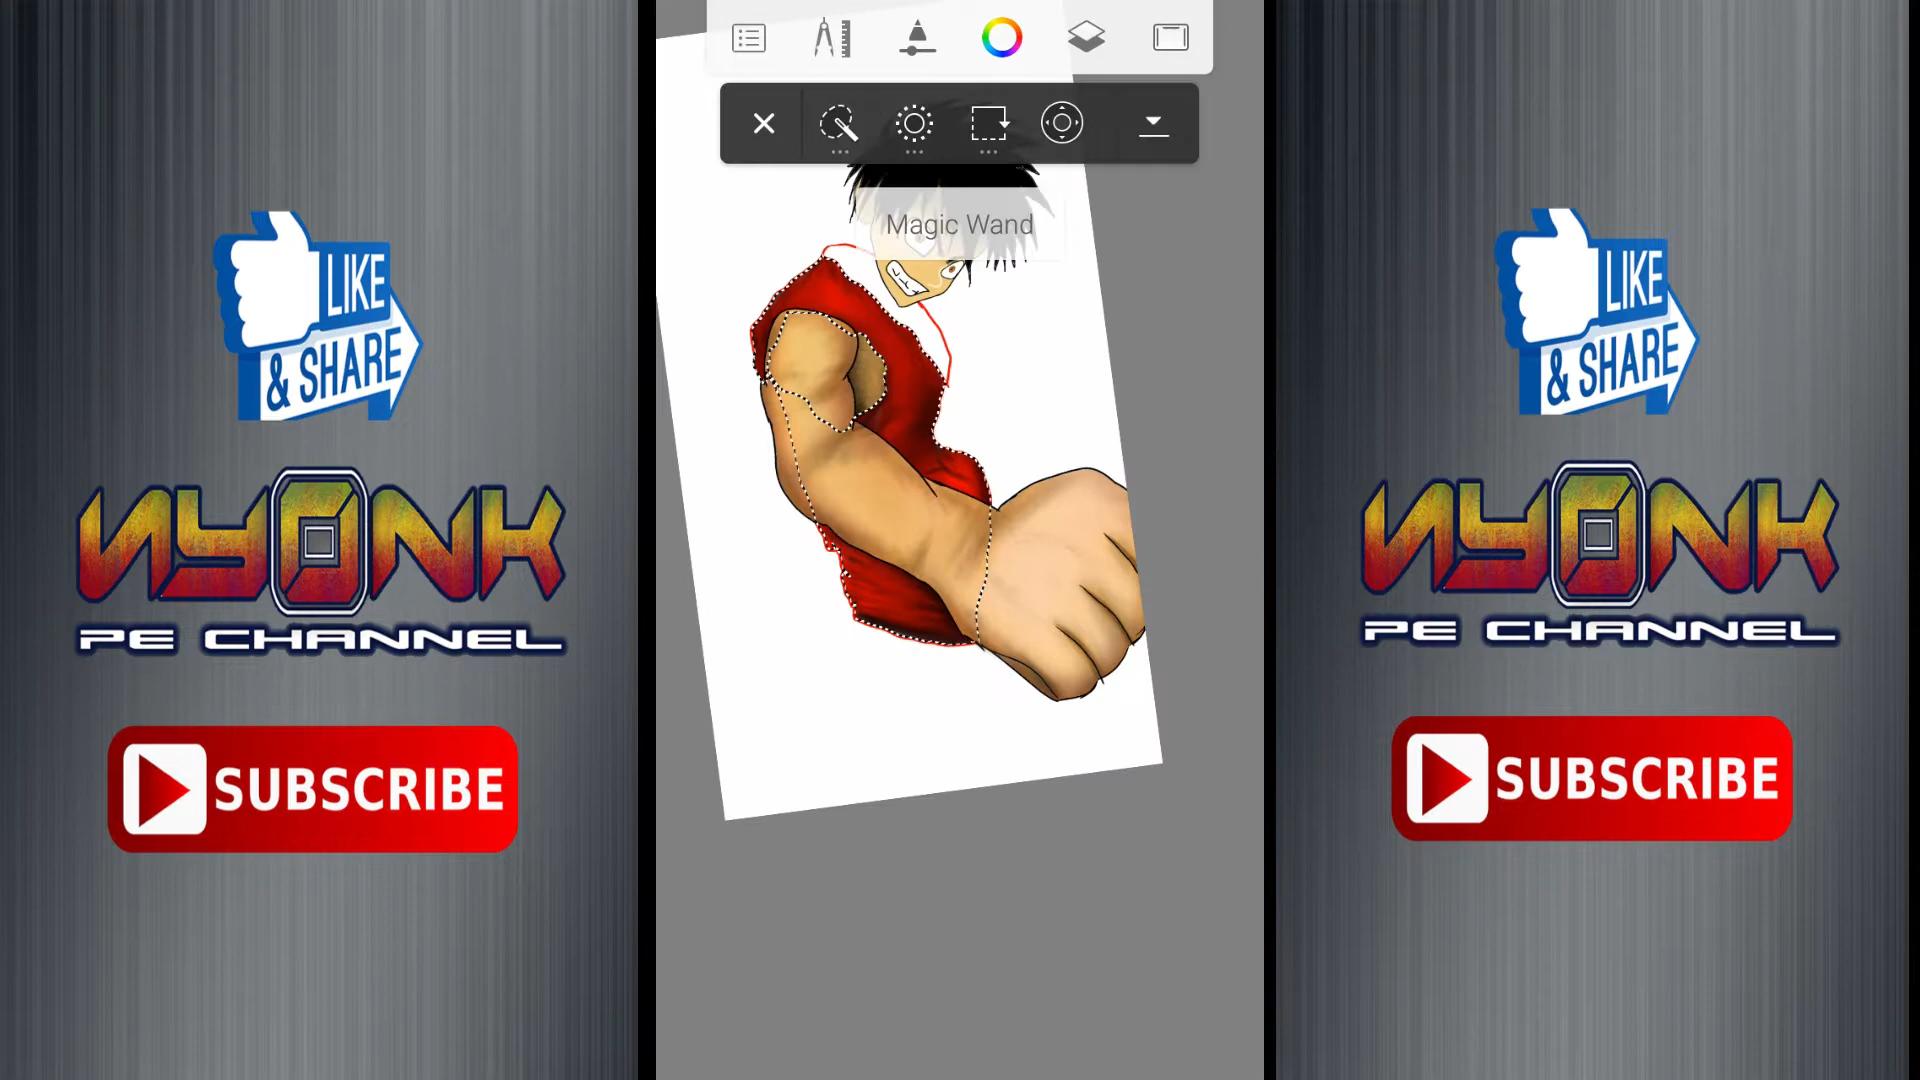 Magic Wand
LIKE
& SHARE
NYONK
PE CHANNEL
SUBSCRIBE
LIKE
& SHARE
NYONK
PE CHANNEL
SUBSCRIBE